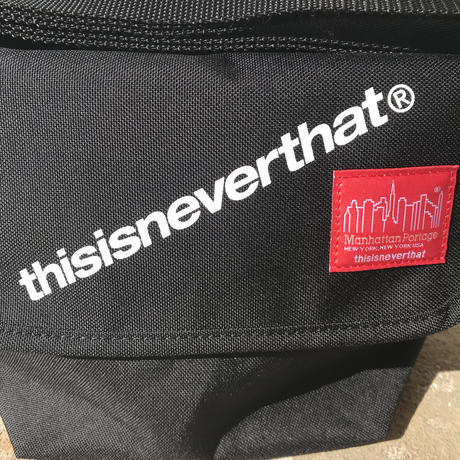 thisisneverthat®
Manhattan Portage
NEW YORK, NEW YORK, USA
thisisneverthat